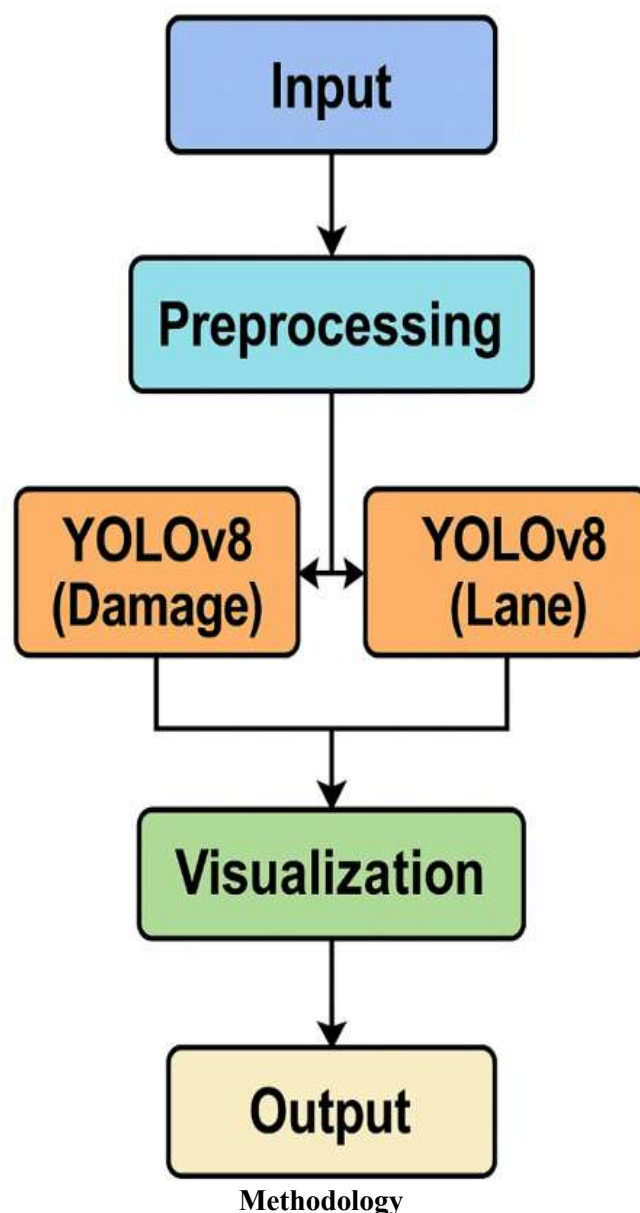 Input
Preprocessing
YOLOv8
(Damage)
YOLOv8
(Lane)
Visualization
Output
Methodology